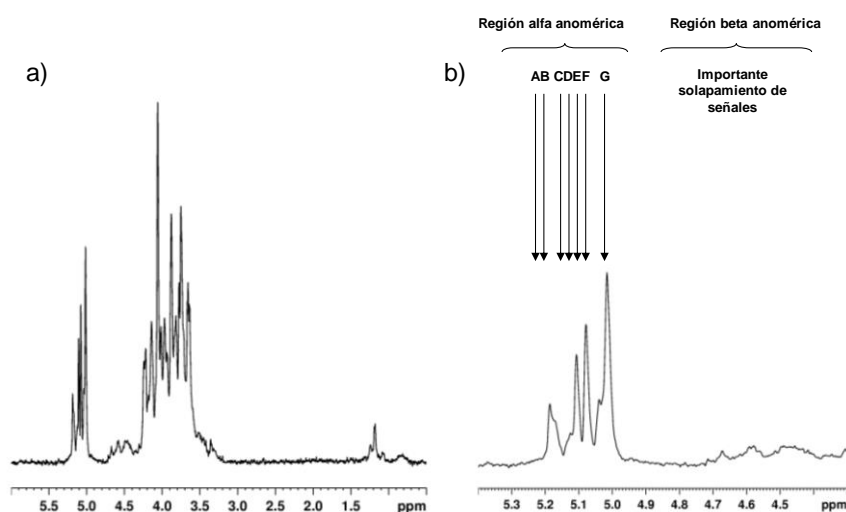 Región alfa anomérica Región beta anomérica
a) b)
AB CDEF G
Importante
solapamiento de
señales
5.5 5.0 4.5 4.0 3.5 3.0 2.5 2.0 1.5 ppm
5.3 5.2 5.1 5.0 4.9 4.8 4.7 4.6 4.5 ppm